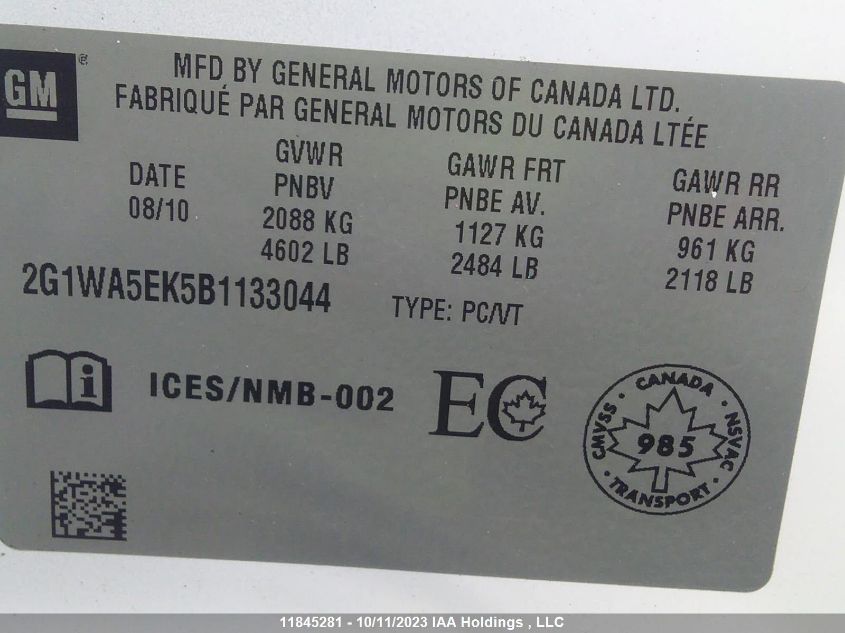 GM ®
MFD BY GENERAL MOTORS OF CANADA LTD.
FABRIQUÉ PAR GENERAL MOTORS DU CANADA LTÉE
DATE
08/10
GVWR
PNBV
2088 KG
4602 LB
GAWR FRT
PNBE AV.
1127 KG
2484 LB
GAWR RR
PNBE ARR.
961 KG
2118 LB
2G1WA5EK5B1133044
TYPE: PC/VT
i
ICES/NMB-002
EC
CANADA
CMVSS
985
NSVAC
TRANSPORT
11845281 - 10/11/2023 IAA Holdings , LLC